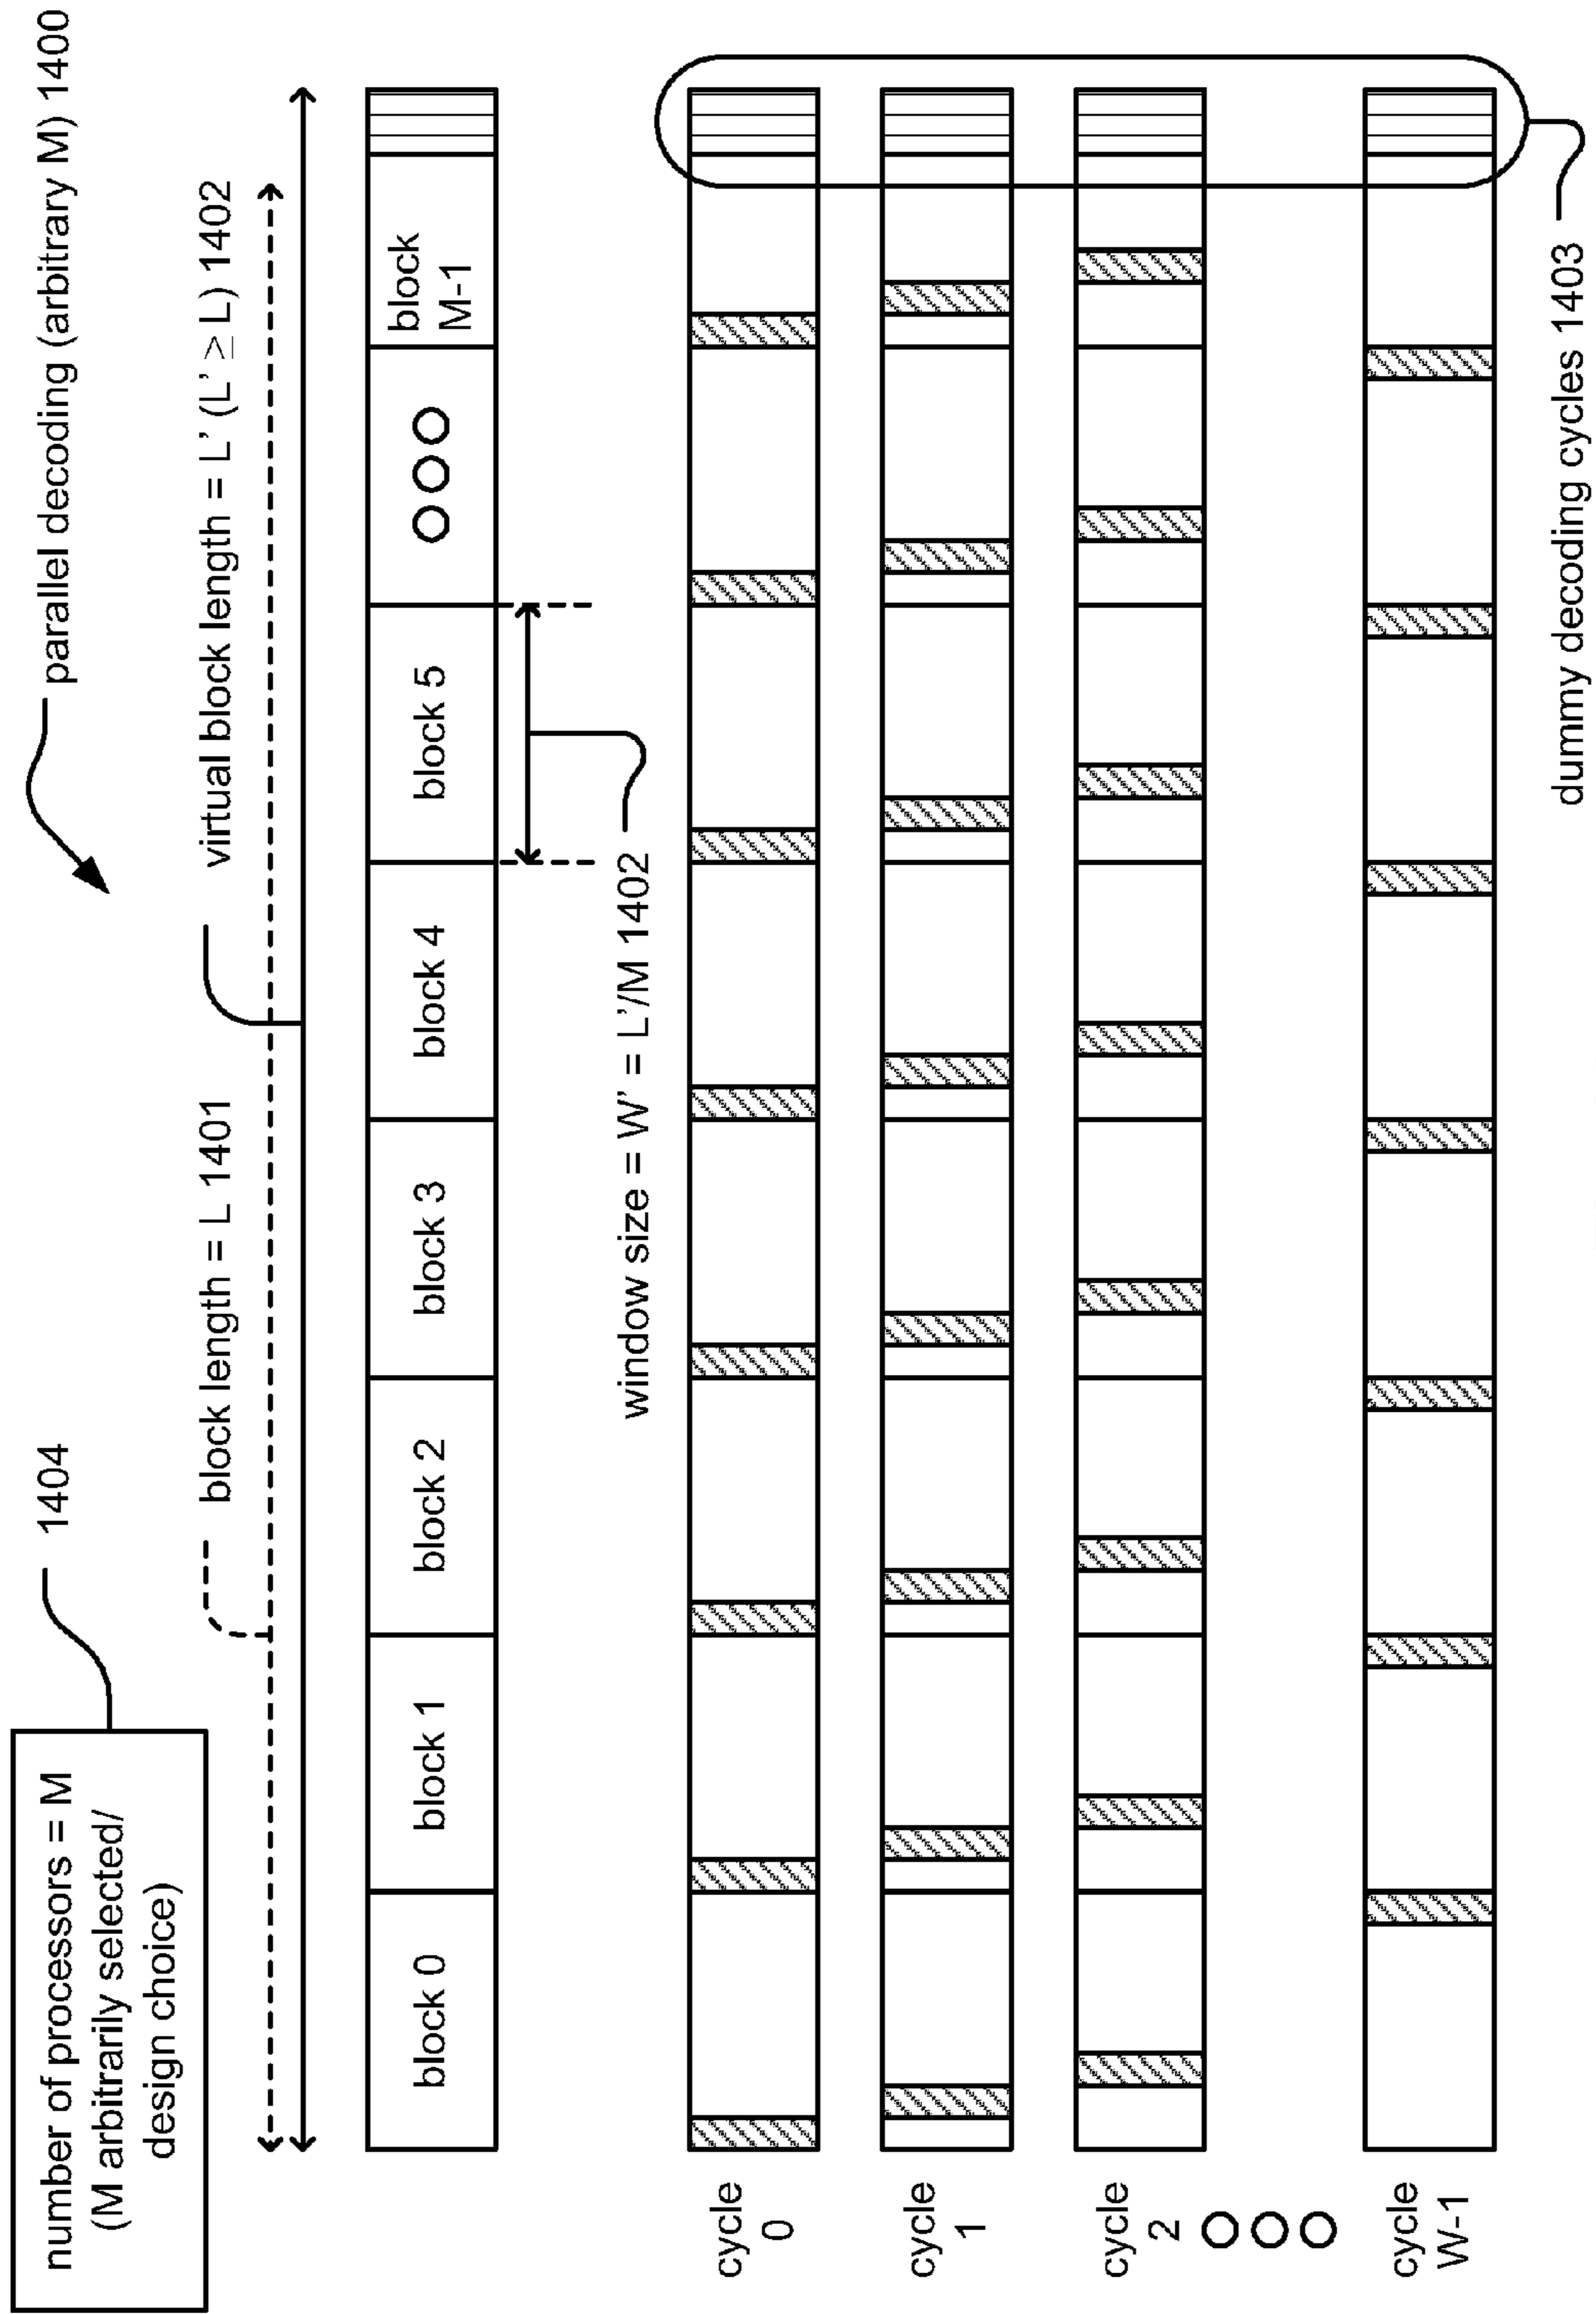 number of processors = M
(M arbitrarily selected/
design choice)
1404
parallel decoding (arbitrary M) 1400
block length = L 1401
virtual block length = L' (L' ≥ L) 1402
block 0
block 1
block 2
block 3
block 4
block 5
block
M-1
window size = W' = L'/M 1402
cycle
0
cycle
1
cycle
2
cycle
W-1
dummy decoding cycles 1403